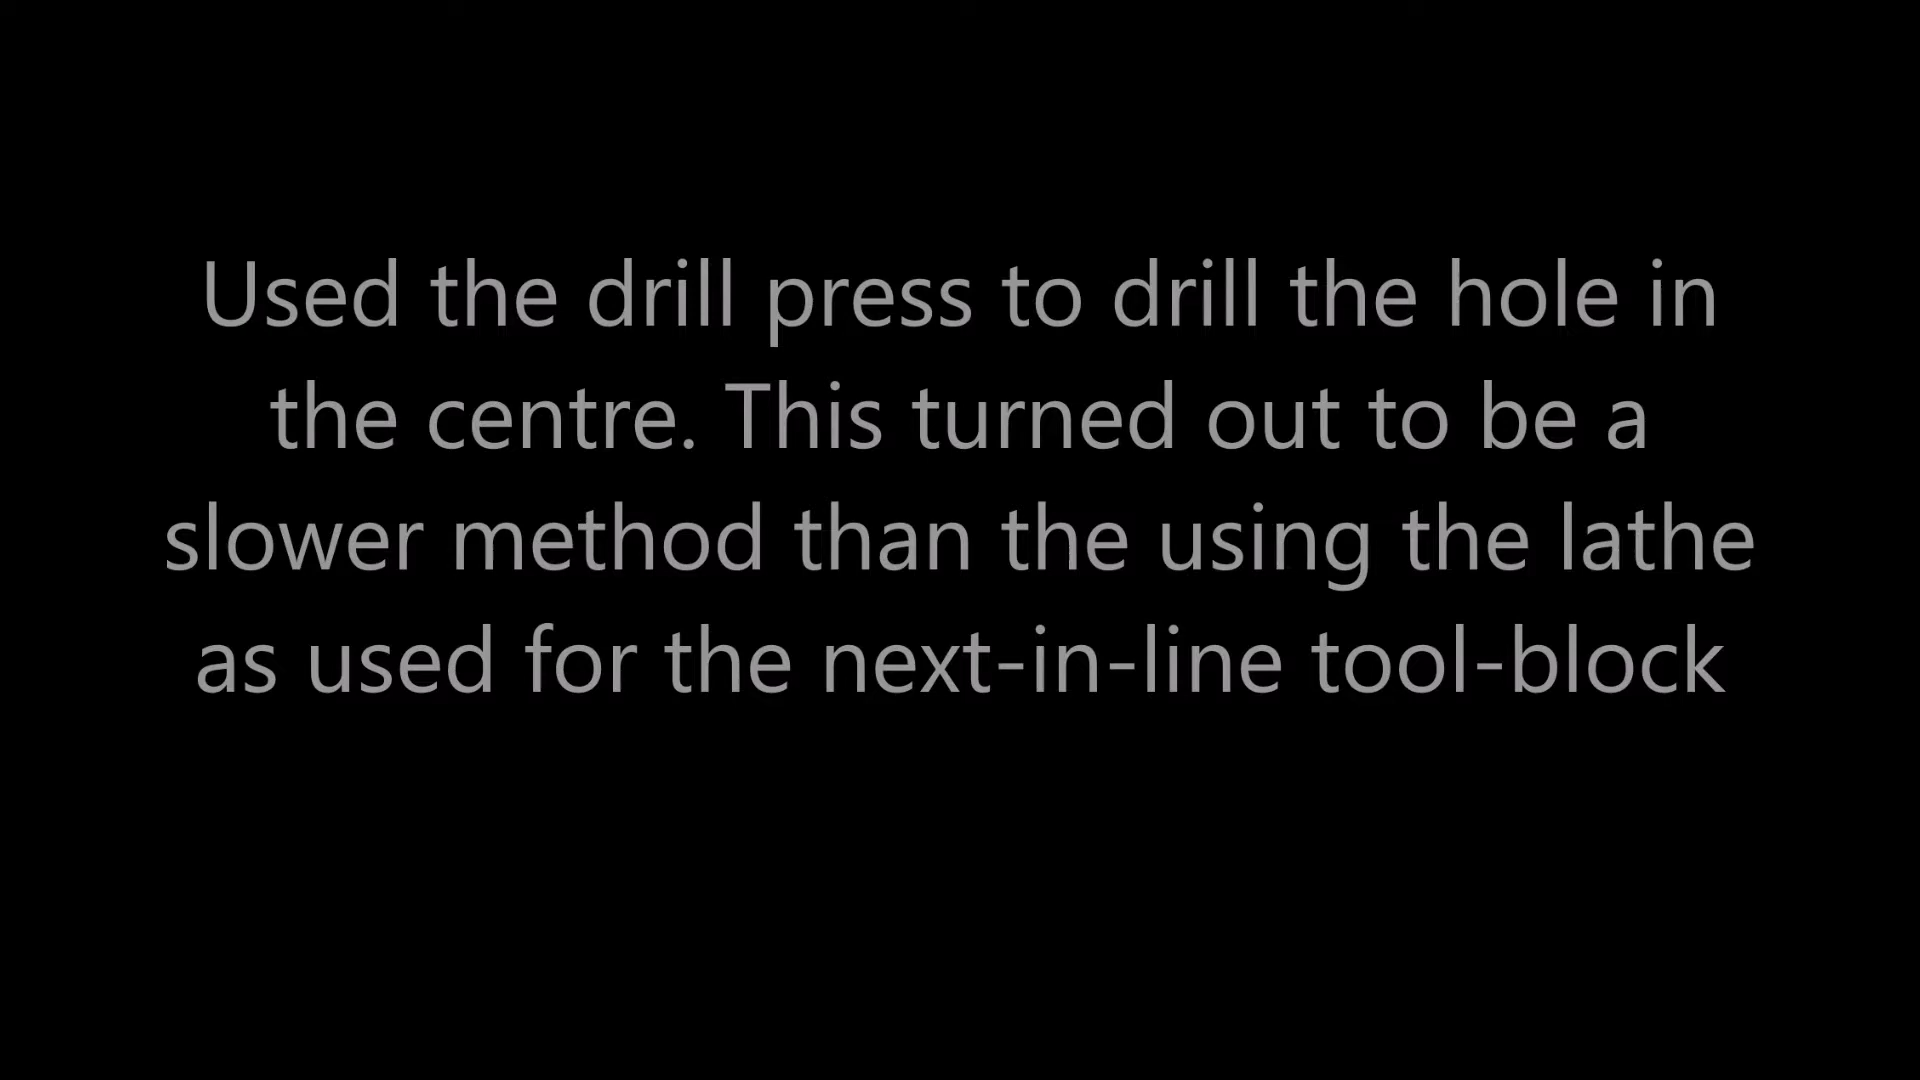 Used the drill press to drill the hole in
the centre. This turned out to be a
slower method than the using the lathe
as used for the next-in-line tool-block